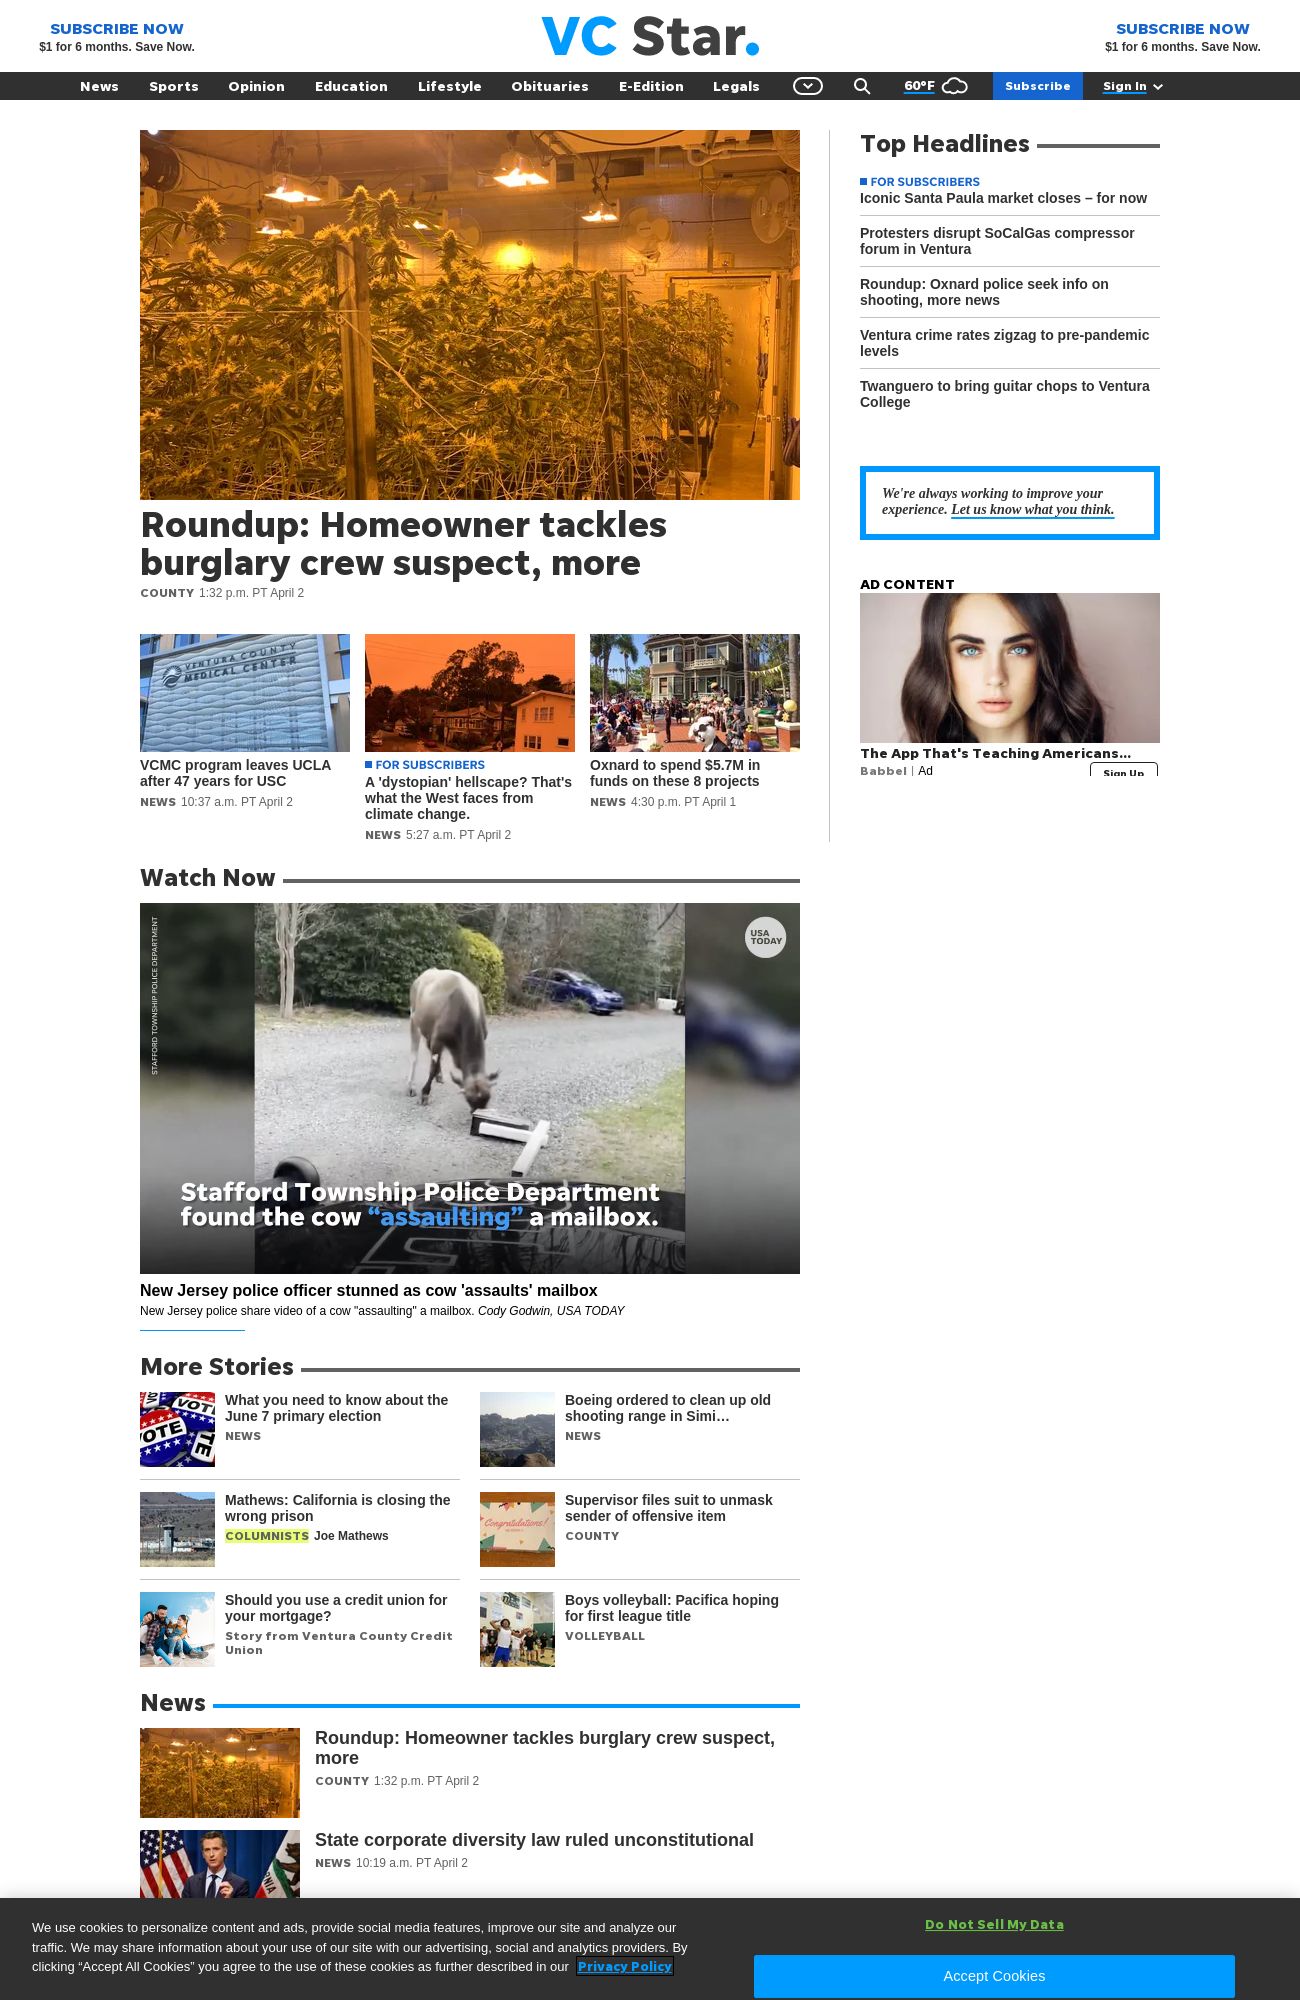 SUBSCRIBE NOW
$1 for 6 months. Save Now.
VC Star.
SUBSCRIBE NOW
$1 for 6 months. Save Now.
News Sports Opinion Education Lifestyle Obituaries E-Edition Legals 60°F Subscribe Sign In
Roundup: Homeowner tackles
burglary crew suspect, more
COUNTY 1:32 p.m. PT April 2
VENTURA COUNTY
MEDICAL CENTER
VCMC program leaves UCLA
after 47 years for USC
NEWS 10:37 a.m. PT April 2
FOR SUBSCRIBERS
A 'dystopian' hellscape? That's
what the West faces from
climate change.
NEWS 5:27 a.m. PT April 2
Oxnard to spend $5.7M in
funds on these 8 projects
NEWS 4:30 p.m. PT April 1
Top Headlines
FOR SUBSCRIBERS
Iconic Santa Paula market closes – for now
Protesters disrupt SoCalGas compressor
forum in Ventura
Roundup: Oxnard police seek info on
shooting, more news
Ventura crime rates zigzag to pre-pandemic
levels
Twanguero to bring guitar chops to Ventura
College
We're always working to improve your
experience. Let us know what you think.
AD CONTENT
The App That's Teaching Americans...
Babbel | Ad
Sign Up
Watch Now
STAFFORD TOWNSHIP POLICE DEPARTMENT
USA
TODAY
Stafford Township Police Department
found the cow “assaulting” a mailbox.
New Jersey police officer stunned as cow 'assaults' mailbox
New Jersey police share video of a cow "assaulting" a mailbox. Cody Godwin, USA TODAY
More Stories
VOTE
VOTE
What you need to know about the
June 7 primary election
NEWS
Boeing ordered to clean up old
shooting range in Simi…
NEWS
Mathews: California is closing the
wrong prison
COLUMNISTS Joe Mathews
Congratulations!
Supervisor files suit to unmask
sender of offensive item
COUNTY
Should you use a credit union for
your mortgage?
Story from Ventura County Credit
Union
Boys volleyball: Pacifica hoping
for first league title
VOLLEYBALL
News
Roundup: Homeowner tackles burglary crew suspect,
more
COUNTY 1:32 p.m. PT April 2
State corporate diversity law ruled unconstitutional
NEWS 10:19 a.m. PT April 2
We use cookies to personalize content and ads, provide social media features, improve our site and analyze our
traffic. We may share information about your use of our site with our advertising, social and analytics providers. By
clicking “Accept All Cookies” you agree to the use of these cookies as further described in our Privacy Policy
Do Not Sell My Data
Accept Cookies